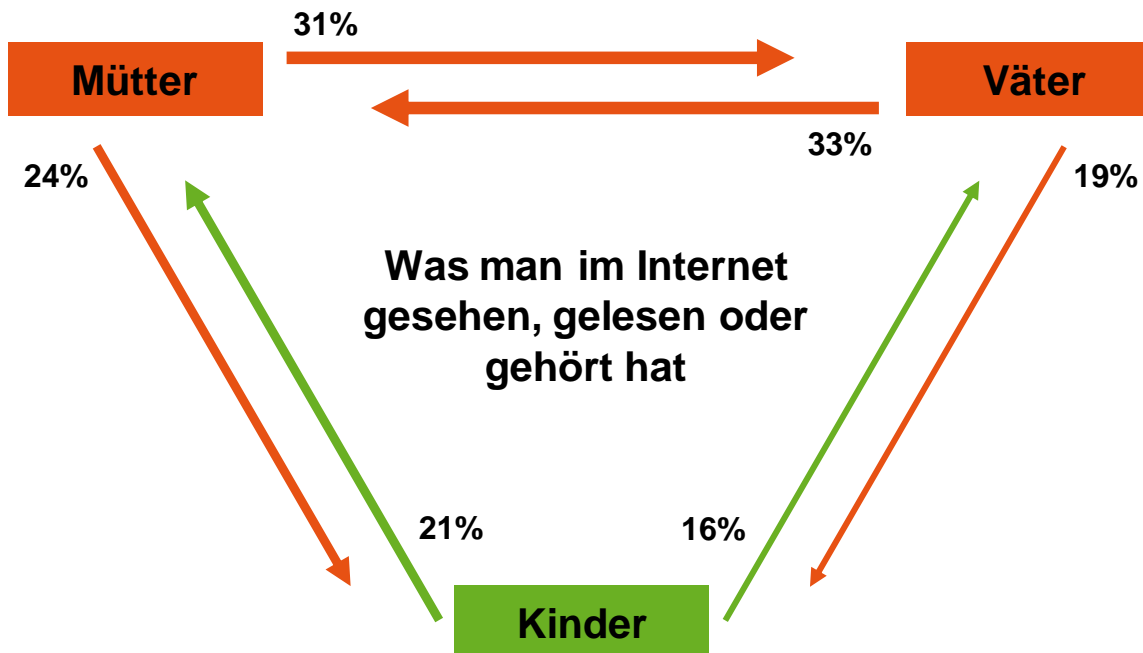 31%
Mütter
Väter
33%
24%
19%
Was man im Internet
gesehen, gelesen oder
gehört hat
21%
16%
Kinder